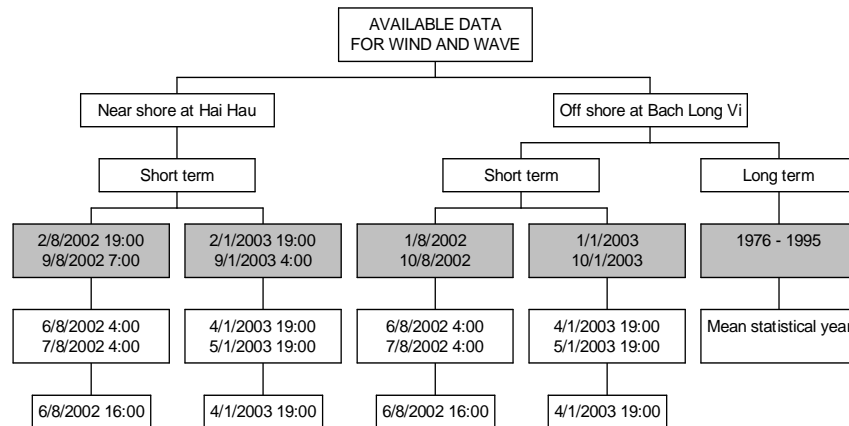 AVAILABLE DATA
FOR WIND AND WAVE
Near shore at Hai Hau
Off shore at Bach Long Vi
Short term
Short term
Long term
2/8/2002 19:00
9/8/2002 7:00
2/1/2003 19:00
9/1/2003 4:00
1/8/2002
10/8/2002
1/1/2003
10/1/2003
1976 - 1995
6/8/2002 4:00
7/8/2002 4:00
4/1/2003 19:00
5/1/2003 19:00
6/8/2002 4:00
7/8/2002 4:00
4/1/2003 19:00
5/1/2003 19:00
Mean statistical year
6/8/2002 16:00
4/1/2003 19:00
6/8/2002 16:00
4/1/2003 19:00